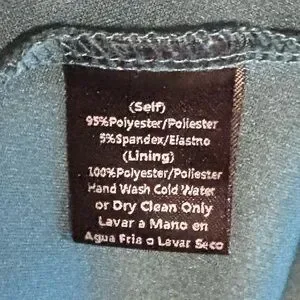 (Self)
95%Polyester/Poliester
5%Spandex/Elastno
(Lining)
100%Polyester/Poliester
Hand Wash Cold Water
or Dry Clean Only
Lavar a Mano en
Agua Fria o Lavar Seco